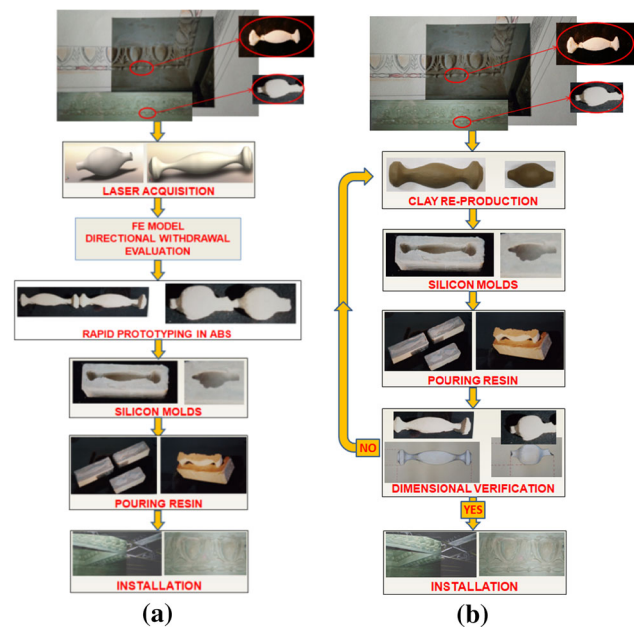 LASER ACQUISITION
FE MODEL
DIRECTIONAL WITHDRAWAL
EVALUATION
RAPID PROTOTYPING IN ABS
SILICON MOLDS
POURING RESIN
INSTALLATION
(a)
CLAY RE-PRODUCTION
SILICON MOLDS
POURING RESIN
NO
DIMENSIONAL VERIFICATION
YES
INSTALLATION
(b)